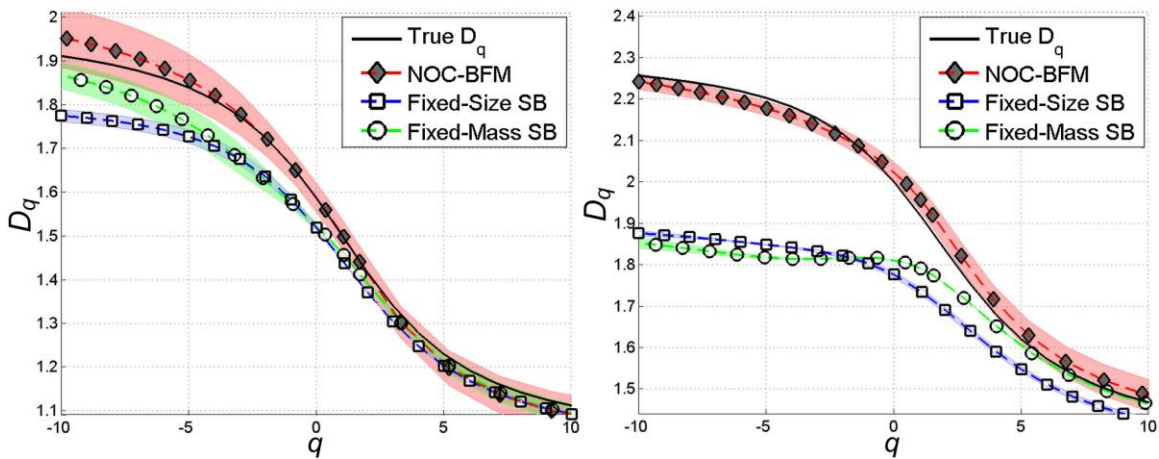 2
1.9
1.8
1.7
1.6
1.5
1.4
1.3
1.2
1.1
-10
-5
0
5
10
D_q
q
True D_q
NOC-BFM
Fixed-Size SB
Fixed-Mass SB
2.4
2.3
2.2
2.1
2
1.9
1.8
1.7
1.6
1.5
-10
-5
0
5
10
D_q
q
True D_q
NOC-BFM
Fixed-Size SB
Fixed-Mass SB